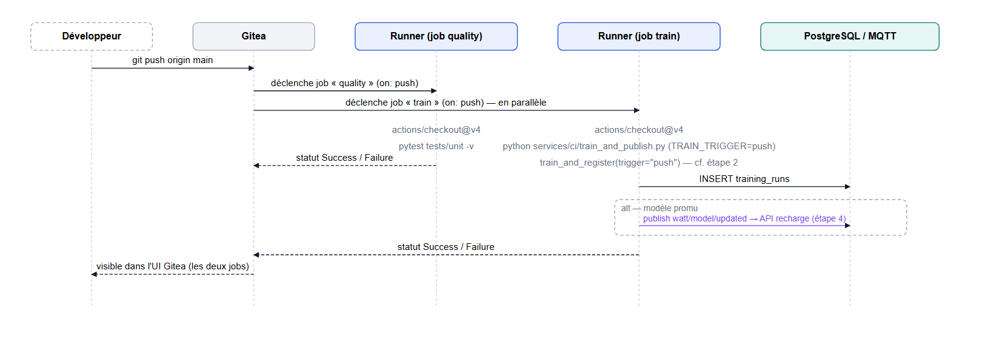 Développeur
Gitea
Runner (job quality)
Runner (job train)
PostgreSQL / MQTT
git push origin main
déclenche job « quality » (on: push)
déclenche job « train » (on: push) — en parallèle
actions/checkout@v4
actions/checkout@v4
pytest tests/unit -v
python services/ci/train_and_publish.py (TRAIN_TRIGGER=push)
statut Success / Failure
train_and_register(trigger="push") — cf. étape 2
INSERT training_runs
alt — modèle promu
publish watt/model/updated → API recharge (étape 4)
statut Success / Failure
visible dans l'UI Gitea (les deux jobs)